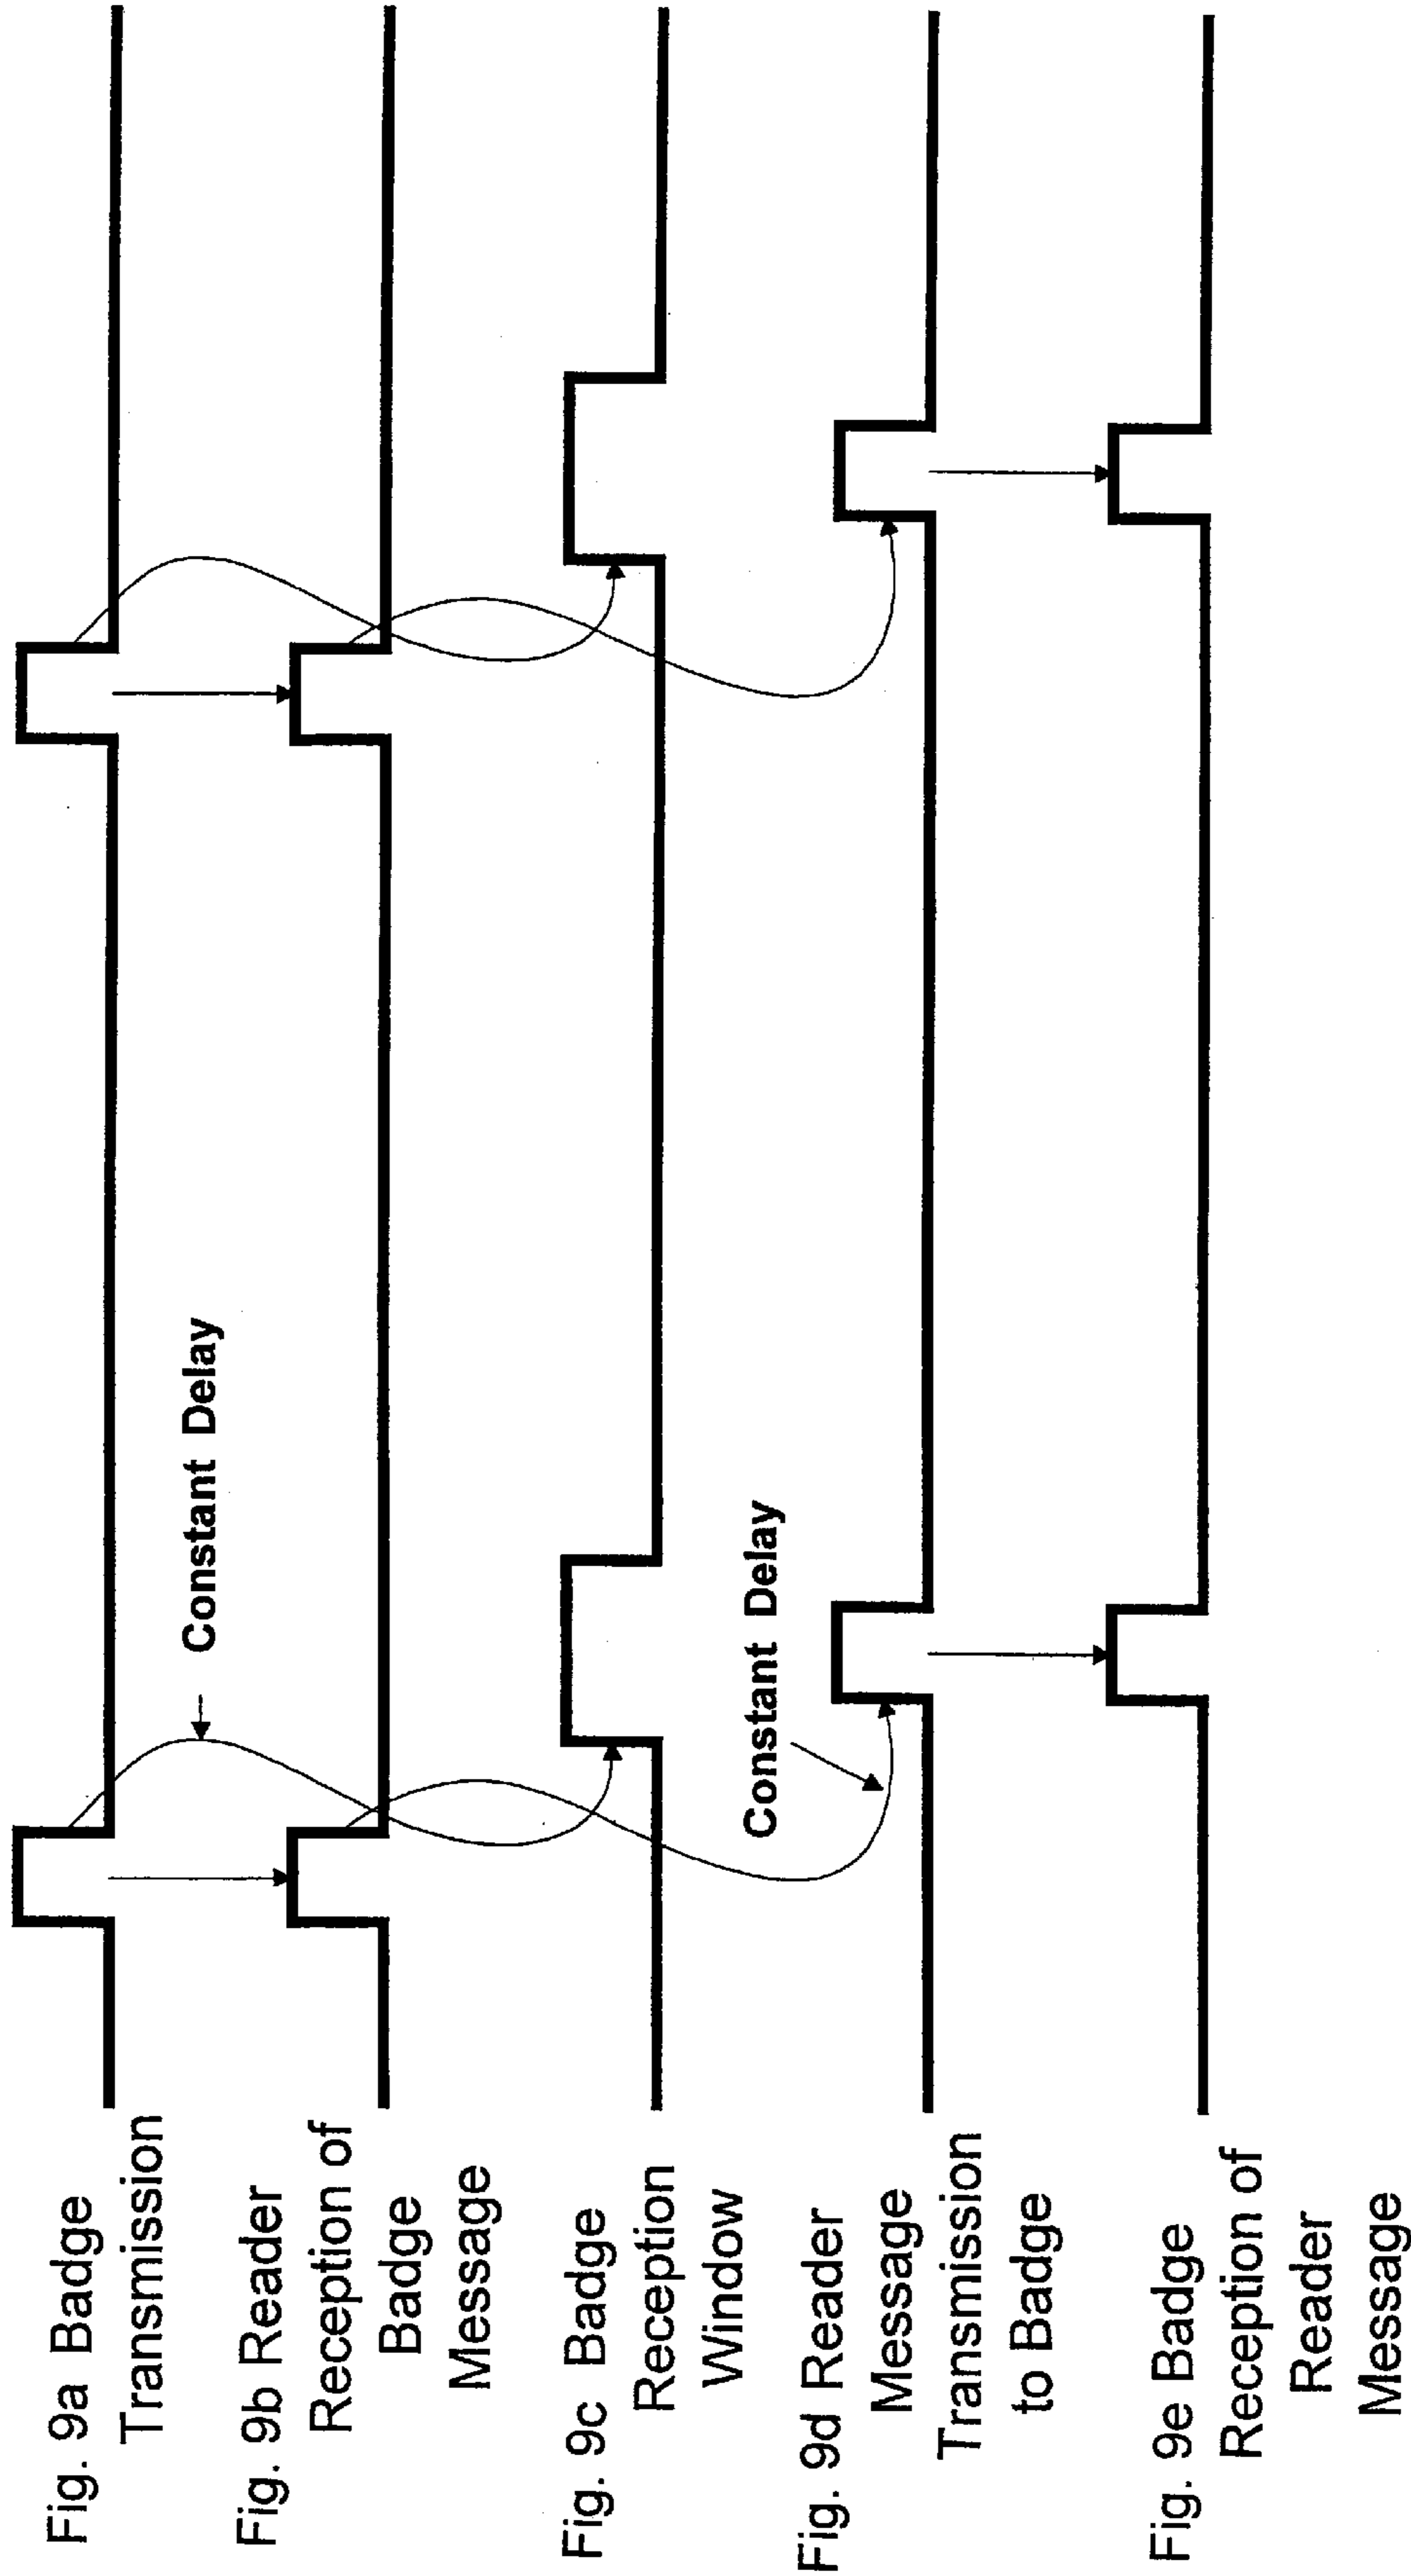 Fig. 9a Badge
Transmission
Fig. 9b Reader
Reception of
Badge
Message
Fig. 9c Badge
Reception
Window
Fig. 9d Reader
Message
Transmission
to Badge
Fig. 9e Badge
Reception of
Reader
Message
Constant Delay
Constant Delay